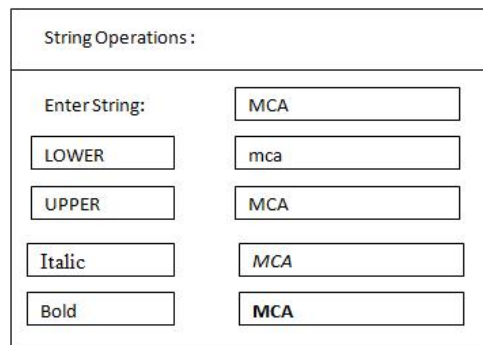 String Operations :
Enter String: MCA
LOWER mca
UPPER MCA
Italic MCA
Bold MCA